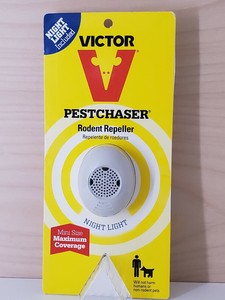 NIGHT
LIGHT
Included
VICTOR
V
PESTCHASER®
Rodent Repeller
Repelente de roedores
NIGHT LIGHT
Mini Size
Maximum
Coverage
Will not harm
humans or
non-rodent pets